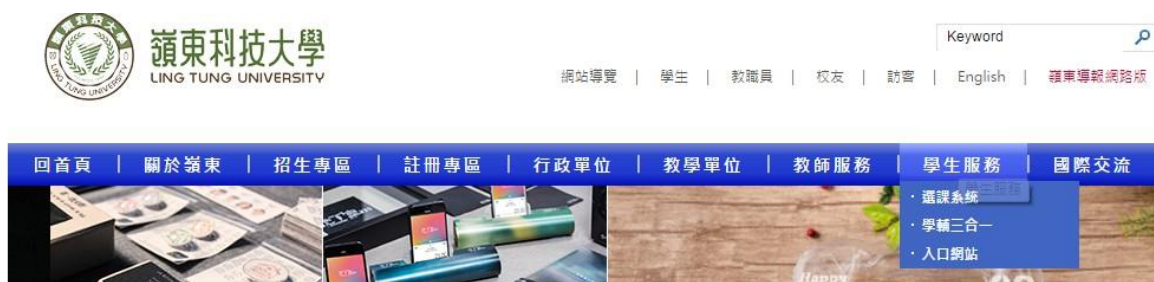 嶺東科技大學
LING TUNG UNIVERSITY
Keyword
網站導覽 | 學生 | 教職員 | 校友 | 訪客 | English | 嶺東導報網路版
回首頁 | 關於嶺東 | 招生專區 | 註冊專區 | 行政單位 | 教學單位 | 教師服務 | 學生服務 | 國際交流
學生服務
· 選課系統
· 學輔三合一
· 入口網站